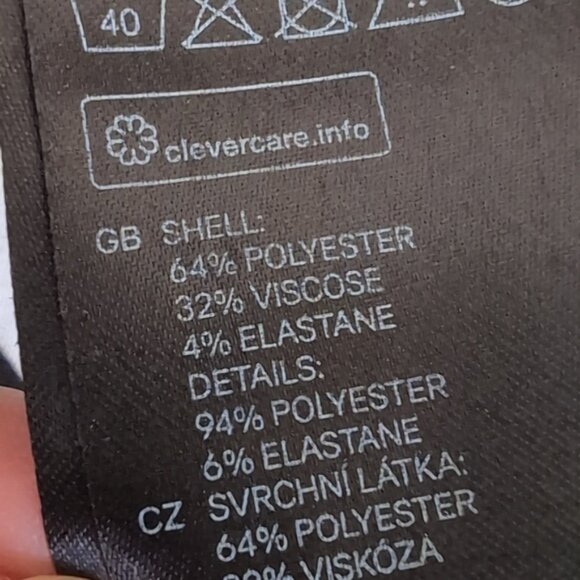 40
clevercare.info
GB SHELL:
64% POLYESTER
32% VISCOSE
4% ELASTANE
DETAILS:
94% POLYESTER
6% ELASTANE
CZ SVRCHNÍ LÁTKA:
64% POLYESTER
VISKÓZA